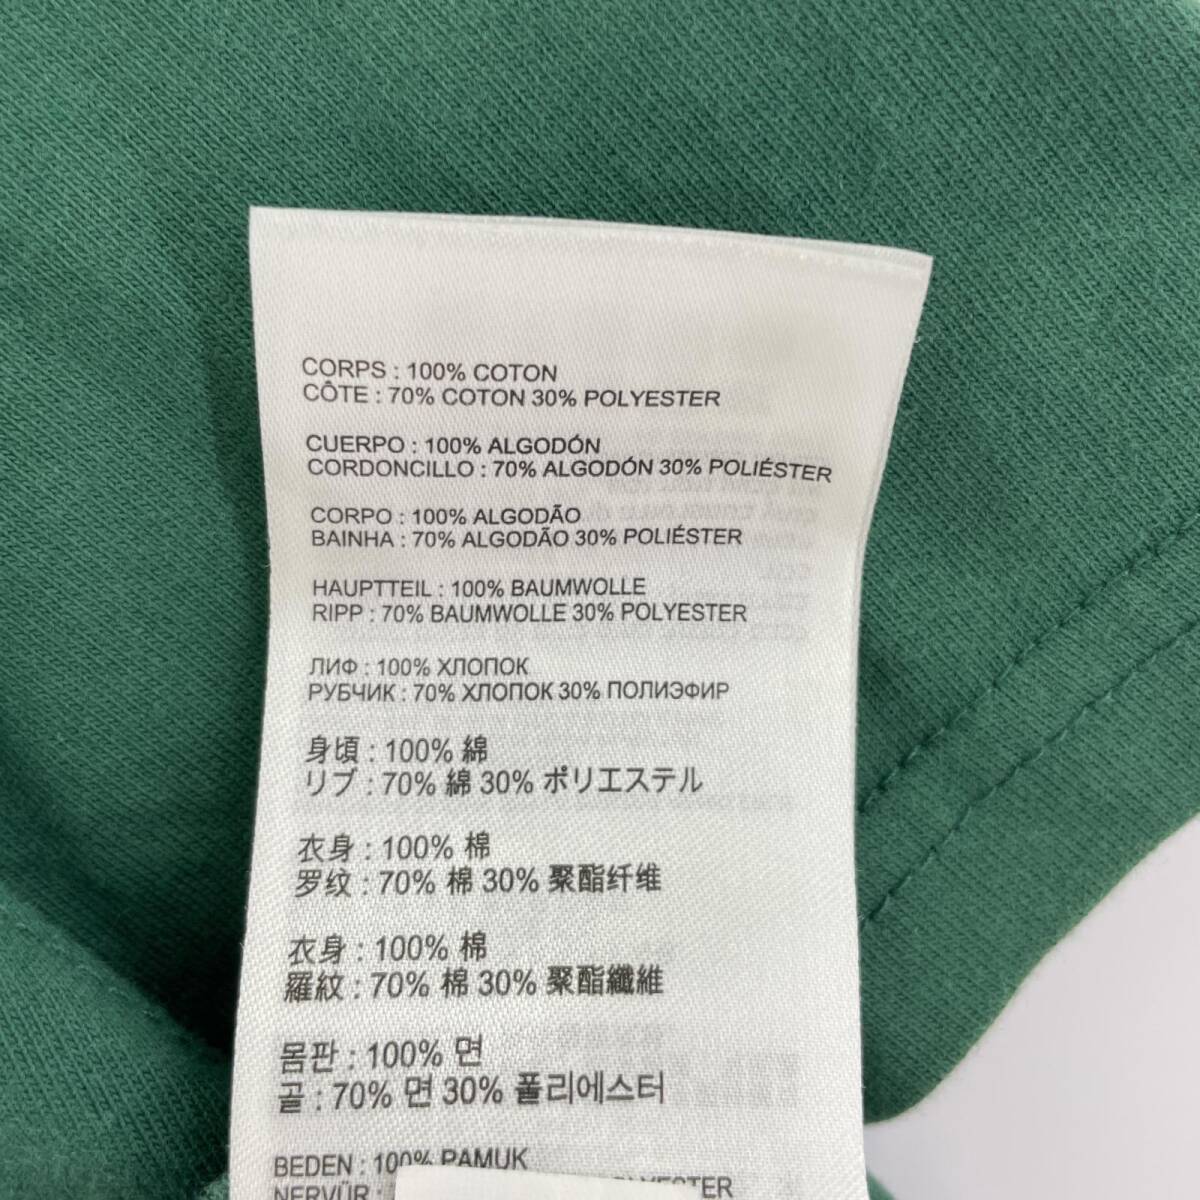 CORPS : 100% COTON
CÔTE : 70% COTON 30% POLYESTER
CUERPO : 100% ALGODÓN
CORDONCILLO : 70% ALGODÓN 30% POLIÉSTER
CORPO : 100% ALGODÃO
BAINHA : 70% ALGODÃO 30% POLIÉSTER
HAUPTTEIL : 100% BAUMWOLLE
RIPP : 70% BAUMWOLLE 30% POLYESTER
ЛИФ : 100% ХЛОПОК
РУБЧИК : 70% ХЛОПОК 30% ПОЛИЭФИР
身頃 : 100% 綿
リブ : 70% 綿 30% ポリエステル
衣身 : 100% 棉
罗纹 : 70% 棉 30% 聚酯纤维
衣身 : 100% 棉
羅紋 : 70% 棉 30% 聚酯纖維
몸판 : 100% 면
골 : 70% 면 30% 폴리에스터
BEDEN : 100% PAMUK
NERVÜR :